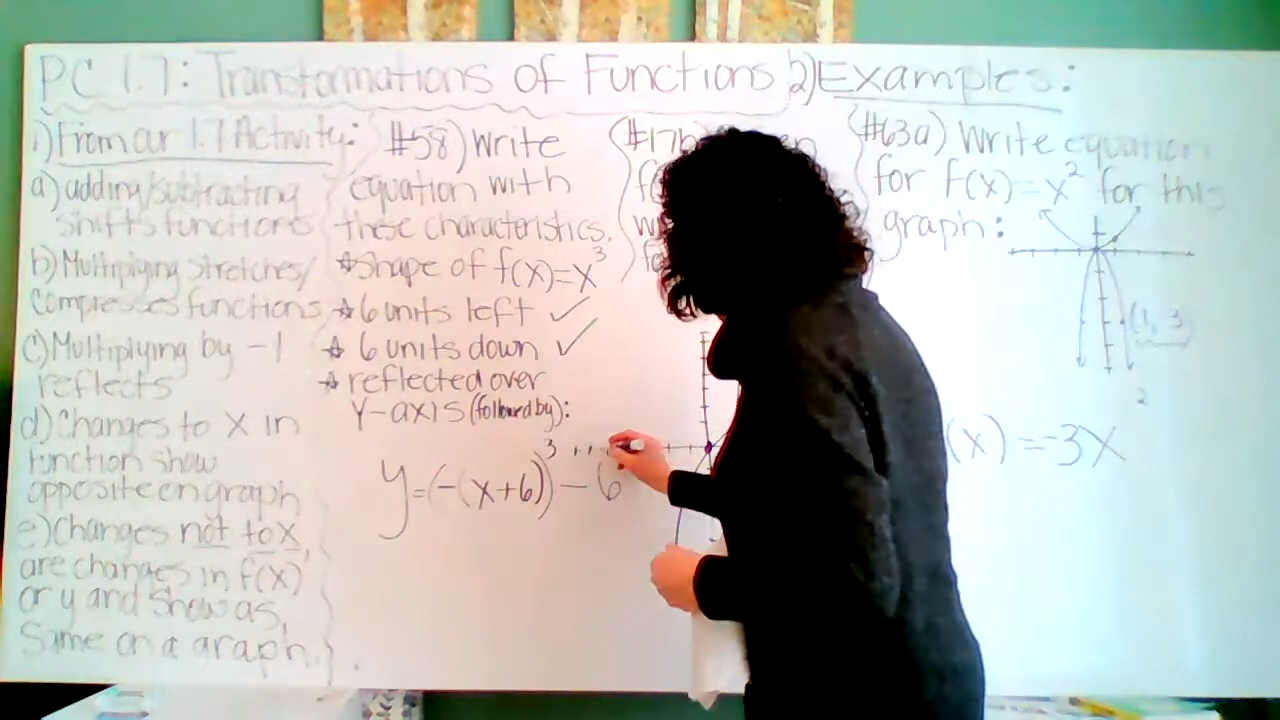 PC 1.7: Transformations of Functions
1) From our 1.7 Activity:
a) adding/subtracting
shifts functions
b) Multiplying stretches/
compresses functions
c) Multiplying by -1
reflects
d) Changes to X in
function show
opposite on graph
e) Changes not to X,
are changes in f(x)
or y and show as
Same on a graph.
#58) Write
equation with
these characteristics.
*Shape of f(x)=x³
*6 units left ✓
*6 units down ✓
*reflected over
Y-axis (followed by):
y=(-(x+6))³-6
2) Examples:
#17b)
#63a) Write equation
for f(x)=x² for this
graph:
(1, 3)
2
(x) =-3x